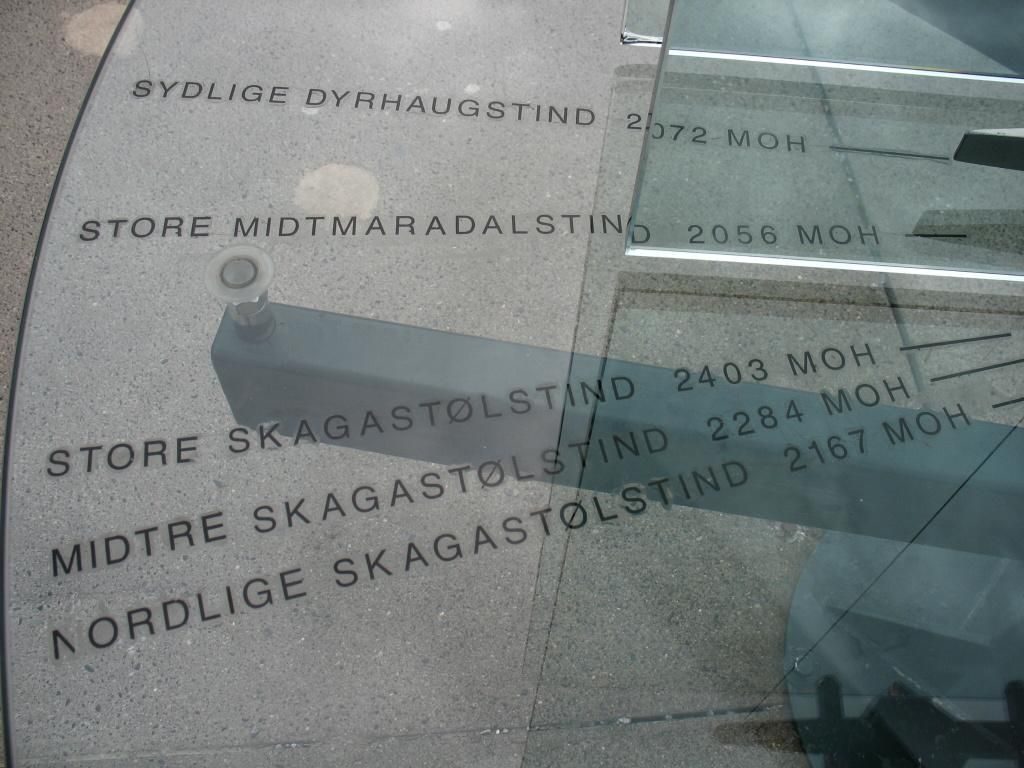 SYDLIGE DYRHAUGSTIND 2072 MOH
STORE MIDTMARADALSTIND 2056 MOH
STORE SKAGASTØLSTIND 2403 MOH
MIDTRE SKAGASTØLSTIND 2284 MOH
NORDLIGE SKAGASTØLSTIND 2167 MOH